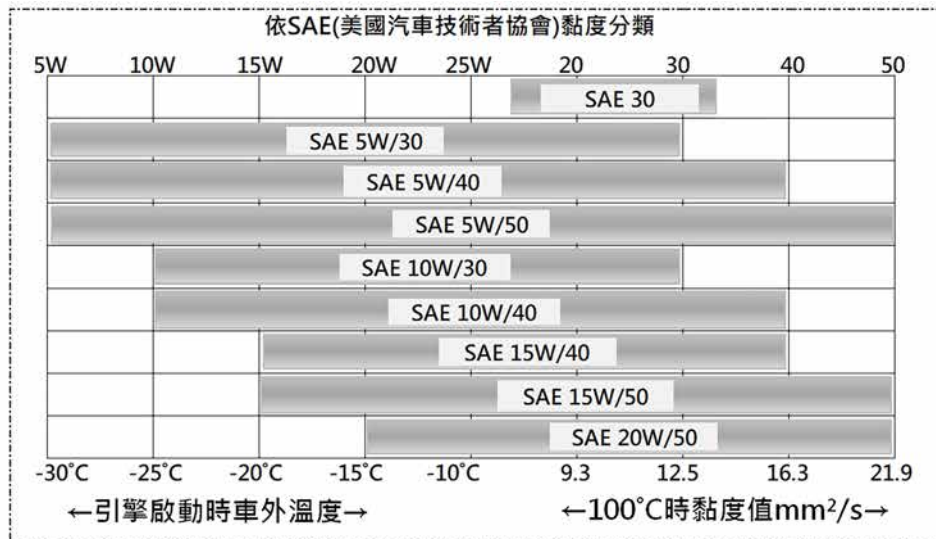 依SAE(美國汽車技術者協會)黏度分類
5W 10W 15W 20W 25W 20 30 40 50
SAE 30
SAE 5W/30
SAE 5W/40
SAE 5W/50
SAE 10W/30
SAE 10W/40
SAE 15W/40
SAE 15W/50
SAE 20W/50
-30˚C -25˚C -20˚C -15˚C -10˚C 9.3 12.5 16.3 21.9
←引擎啟動時車外溫度→ ←100˚C時黏度值mm²/s→